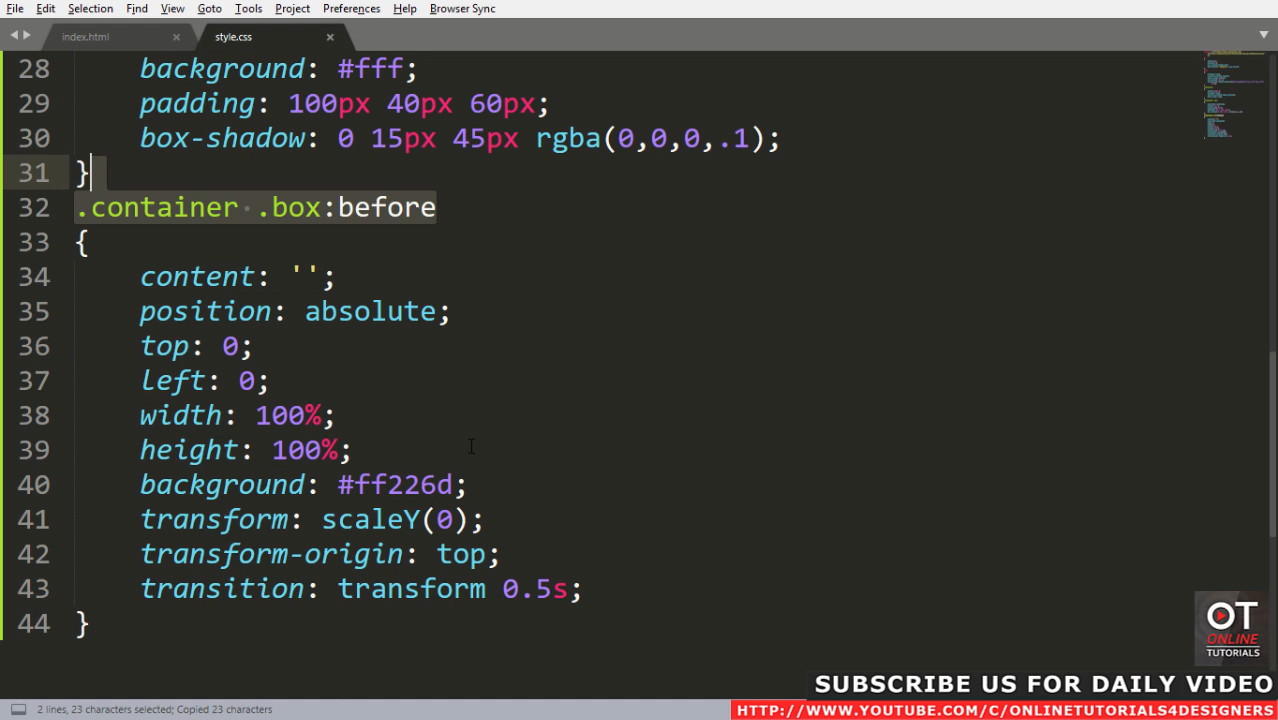 File Edit Selection Find View Goto Tools Project Preferences Help Browser Sync
index.html × style.css ×
28 background: #fff;
29 padding: 100px 40px 60px;
30 box-shadow: 0 15px 45px rgba(0,0,0,.1);
31 }
32 .container .box:before
33 {
34 content: '';
35 position: absolute;
36 top: 0;
37 left: 0;
38 width: 100%;
39 height: 100%;
40 background: #ff226d;
41 transform: scaleY(0);
42 transform-origin: top;
43 transition: transform 0.5s;
44 }
OT
ONLINE
TUTORIALS
SUBSCRIBE US FOR DAILY VIDEO
2 lines, 23 characters selected; Copied 23 characters
HTTP://WWW.YOUTUBE.COM/C/ONLINETUTORIALS4DESIGNERS